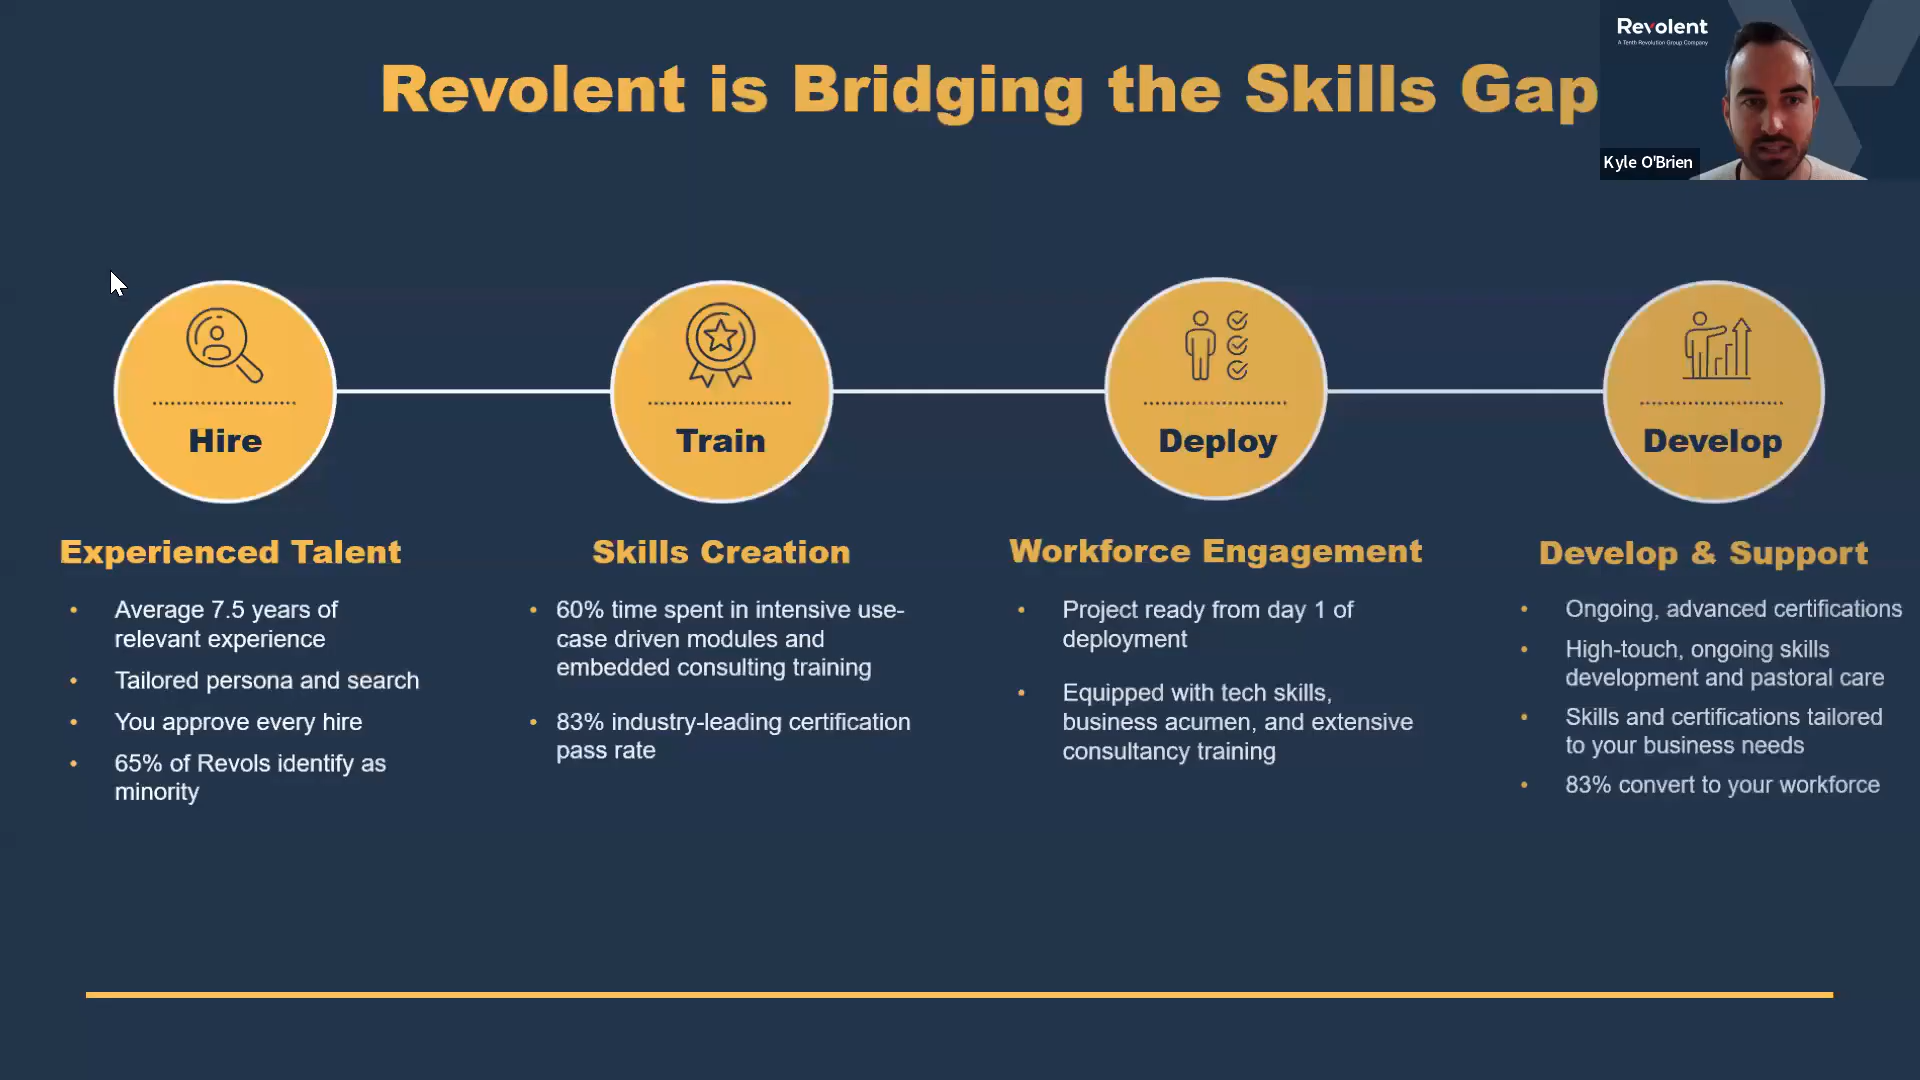 Revolent is Bridging the Skills Gap
Revolent
A Tenth Revolution Group Company
Kyle O'Brien
Hire
Train
Deploy
Develop
Experienced Talent
• Average 7.5 years of
relevant experience
• Tailored persona and search
• You approve every hire
• 65% of Revols identify as
minority
Skills Creation
• 60% time spent in intensive use-
case driven modules and
embedded consulting training
• 83% industry-leading certification
pass rate
Workforce Engagement
• Project ready from day 1 of
deployment
• Equipped with tech skills,
business acumen, and extensive
consultancy training
Develop & Support
• Ongoing, advanced certifications
• High-touch, ongoing skills
development and pastoral care
• Skills and certifications tailored
to your business needs
• 83% convert to your workforce